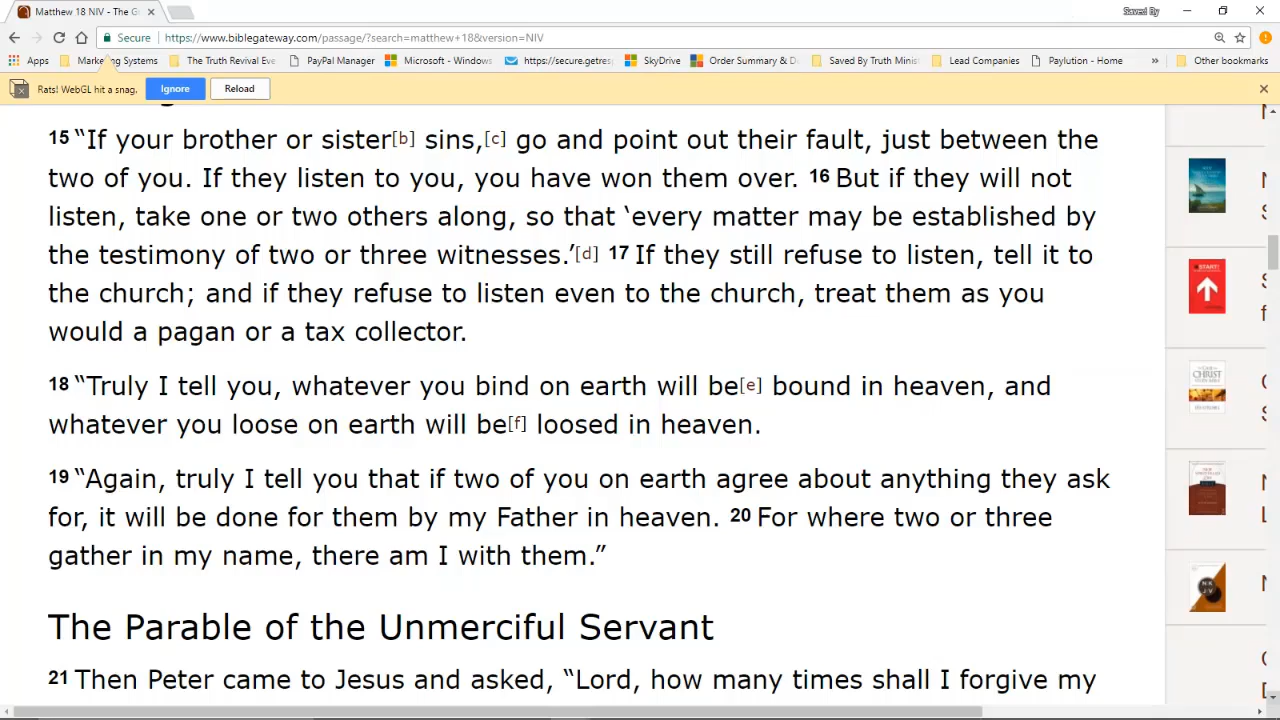 Matthew 18 NIV - The G
Saved By
Secure
https://www.biblegateway.com/passage/?search=matthew+18&version=NIV
Apps
Marketing Systems
The Truth Revival Eve
PayPal Manager
Microsoft - Windows
https://secure.getres
SkyDrive
Order Summary & D
Saved By Truth Minist
Lead Companies
Paylution - Home
»
Other bookmarks
Rats! WebGL hit a snag.
Ignore
Reload
15 “If your brother or sister[b] sins,[c] go and point out their fault, just between the
two of you. If they listen to you, you have won them over. 16 But if they will not
listen, take one or two others along, so that ‘every matter may be established by
the testimony of two or three witnesses.’[d] 17 If they still refuse to listen, tell it to
the church; and if they refuse to listen even to the church, treat them as you
would a pagan or a tax collector.
18 “Truly I tell you, whatever you bind on earth will be[e] bound in heaven, and
whatever you loose on earth will be[f] loosed in heaven.
19 “Again, truly I tell you that if two of you on earth agree about anything they ask
for, it will be done for them by my Father in heaven. 20 For where two or three
gather in my name, there am I with them.”
The Parable of the Unmerciful Servant
21 Then Peter came to Jesus and asked, “Lord, how many times shall I forgive my
START!
CHRIST